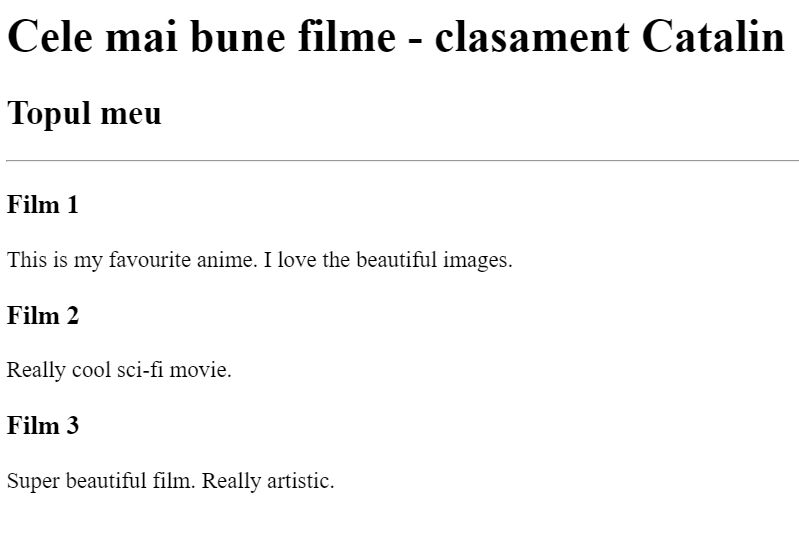 Cele mai bune filme - clasament Catalin
Topul meu
Film 1
This is my favourite anime. I love the beautiful images.
Film 2
Really cool sci-fi movie.
Film 3
Super beautiful film. Really artistic.